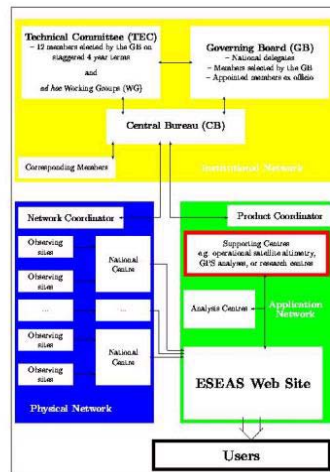 Technical Committee (TEC)
– 12 members elected by the GB on
staggered 4 year terms
and
ad hoc Working Groups (WG)
Governing Board (GB)
– National delegates
– Members selected by the GB
– Appointed members ex officio
Central Bureau (CB)
Corresponding Members
Institutional Network
Network Coordinator
Product Coordinator
Observing
sites
National
Centre
Observing
sites
...
...
Observing
sites
National
Centre
Observing
sites
Physical Network
Supporting Centres
e.g. operational satellite altimetry,
GPS analyses, or research centres
Analysis Centres
Application
Network
ESEAS Web Site
Users